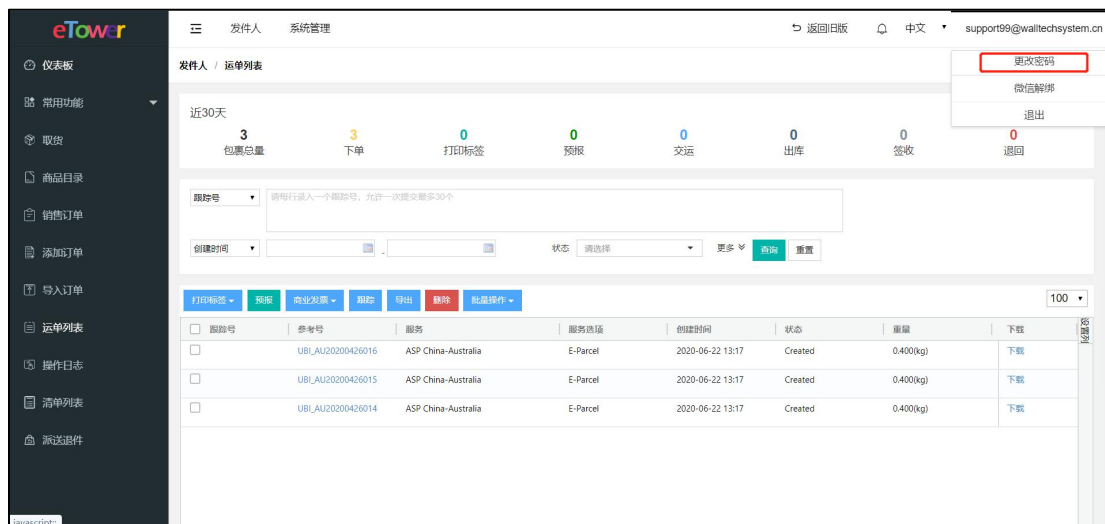 eTower
发件人 系统管理 返回旧版 中文 support99@walltechsystem.cn
更改密码
微信解绑
退出
仪表板
常用功能
取货
商品目录
销售订单
添加订单
导入订单
运单列表
操作日志
清单列表
派送退件
发件人 / 运单列表
近30天
3 3 0 0 0 0 0 0
包裹总量 下单 打印标签 预报 交运 出库 签收 退回
跟踪号 请每行录入一个跟踪号,允许一次提交最多30个
创建时间 - 状态 请选择 更多 查询 重置
打印标签 预报 商业发票 跟踪 导出 删除 批量操作 100
跟踪号 参考号 服务 服务选项 创建时间 状态 重量 下载 设置列
UBI_AU20200426016 ASP China-Australia E-Parcel 2020-06-22 13:17 Created 0.400(kg) 下载
UBI_AU20200426015 ASP China-Australia E-Parcel 2020-06-22 13:17 Created 0.400(kg) 下载
UBI_AU20200426014 ASP China-Australia E-Parcel 2020-06-22 13:17 Created 0.400(kg) 下载
javascript:;